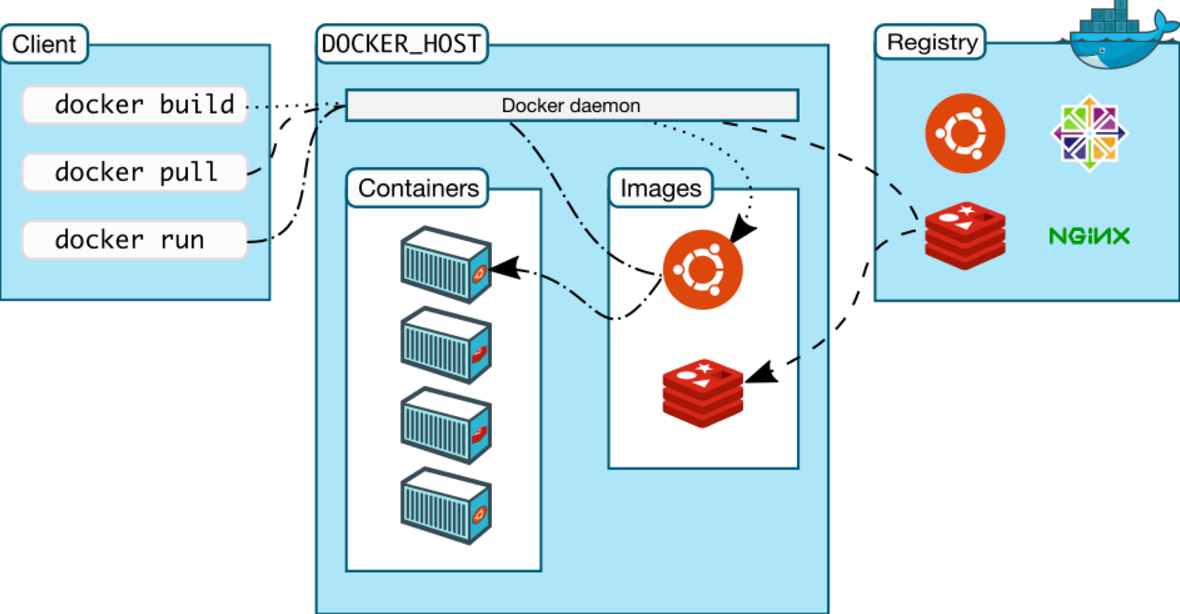 Client
docker build
docker pull
docker run
DOCKER_HOST
Docker daemon
Containers
Images
Registry
NGINX